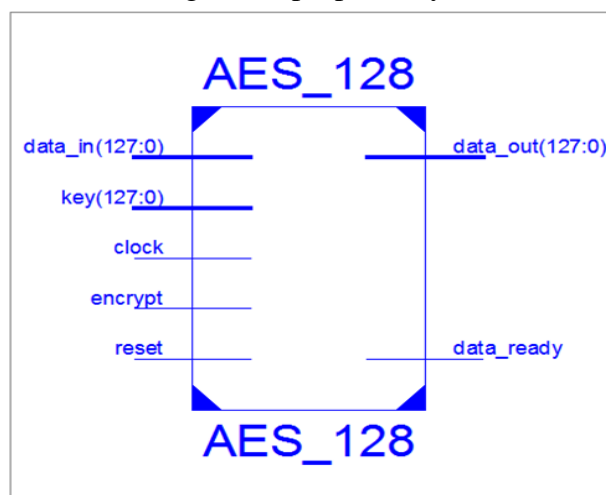 AES_128
data_in(127:0)
data_out(127:0)
key(127:0)
clock
encrypt
reset
data_ready
AES_128